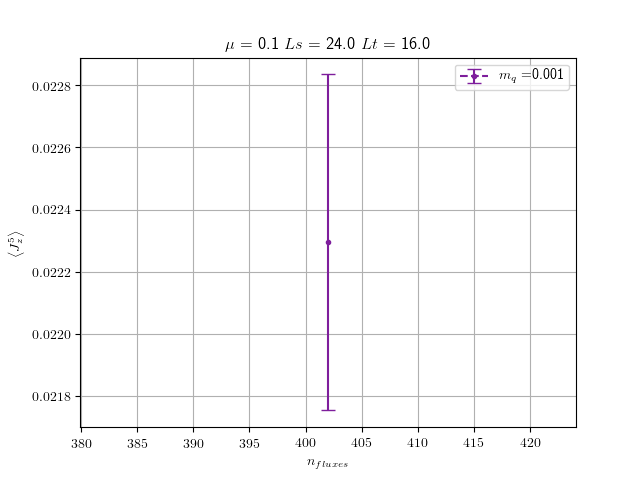 μ = 0.1 Ls = 24.0 Lt = 16.0
m_q =0.001
0.0228
0.0226
0.0224
0.0222
0.0220
0.0218
⟨J_z^5⟩
380 385 390 395 400 405 410 415 420
n_fluxes